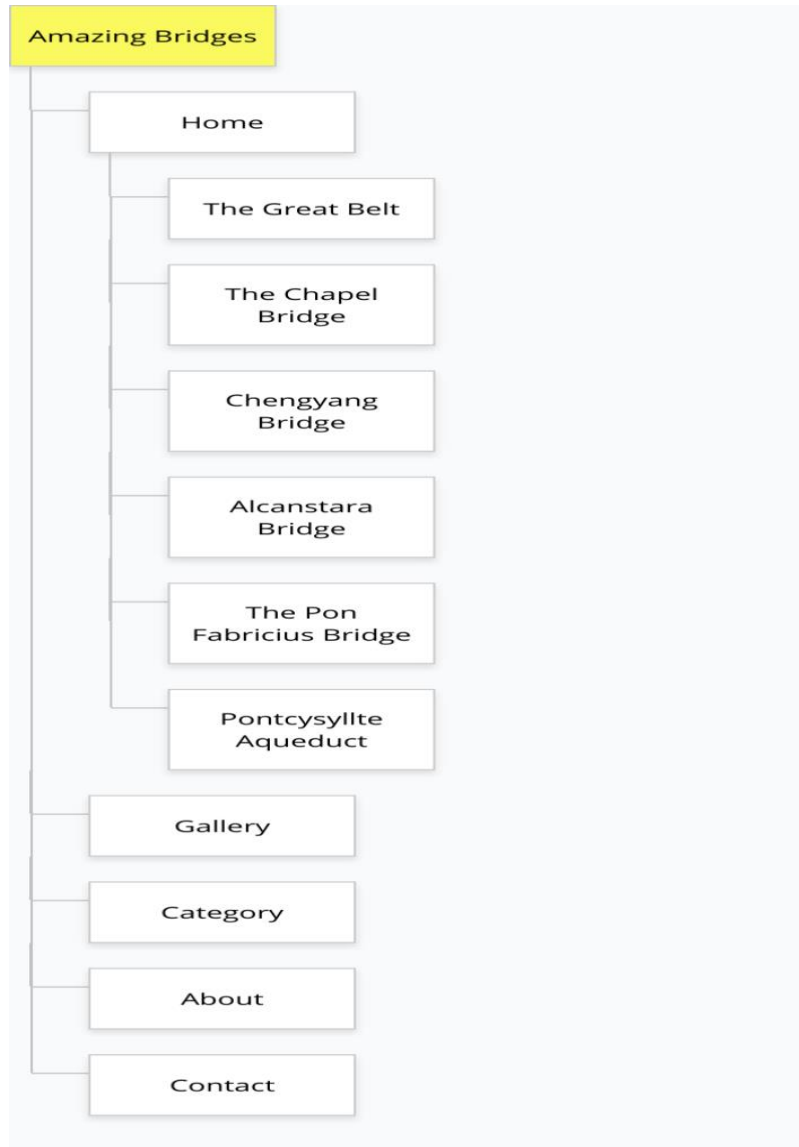 Amazing Bridges
Home
The Great Belt
The Chapel
Bridge
Chengyang
Bridge
Alcanstara
Bridge
The Pon
Fabricius Bridge
Pontcysyllte
Aqueduct
Gallery
Category
About
Contact